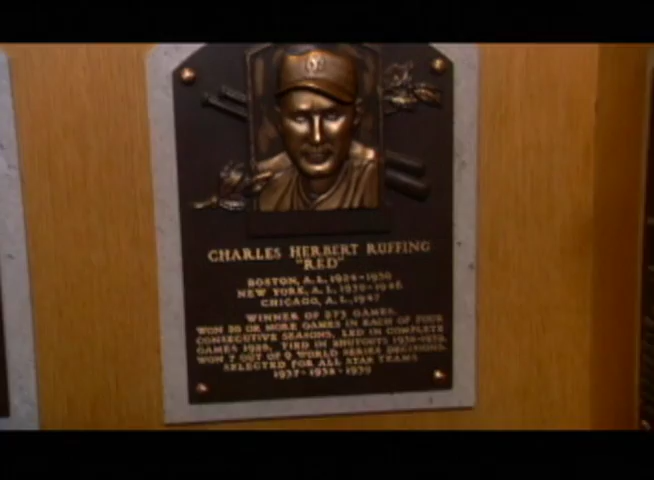 CHARLES HERBERT RUFFING
"RED"
BOSTON, A.L., 1924-1930
NEW YORK, A.L., 1930-1946
CHICAGO, A.L., 1947
WINNER OF 273 GAMES.
WON 20 OR MORE GAMES IN EACH OF FOUR
CONSECUTIVE SEASONS. LED IN COMPLETE
GAMES 1928. TIED IN SHUTOUTS 1938-1939.
WON 7 OUT OF 9 WORLD SERIES DECISIONS.
SELECTED FOR ALL STAR TEAMS
1937-1938-1939